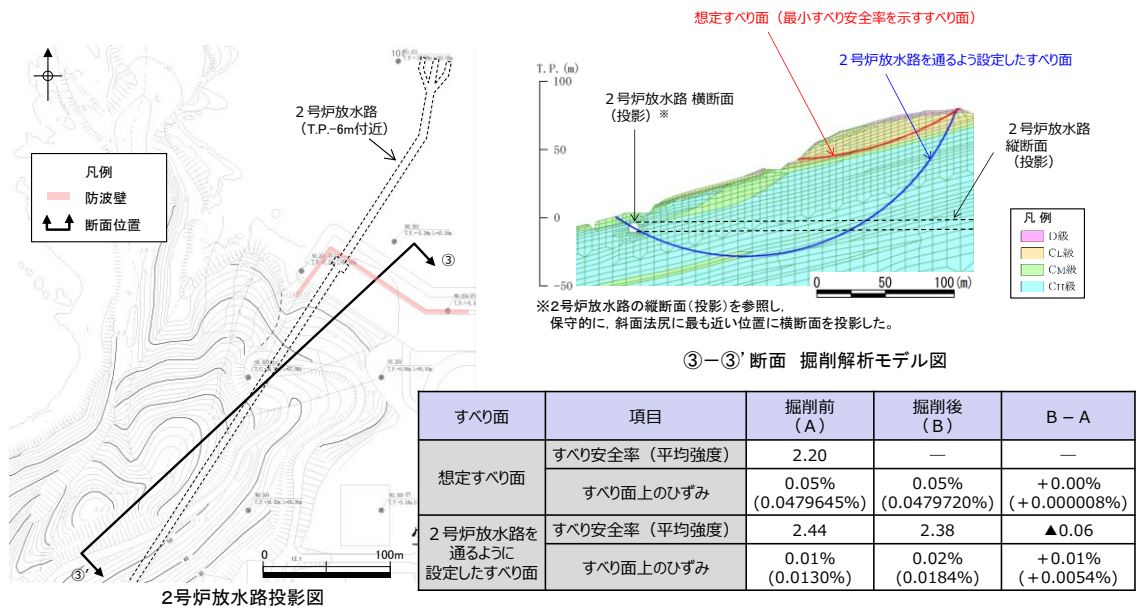 想定すべり面（最小すべり安全率を示すすべり面）
2号炉放水路を通るよう設定したすべり面
T.P.(m)
100
50
0
-50
2号炉放水路 横断面
（投影）※
2号炉放水路
縦断面
（投影）
凡 例
D級
CL級
CM級
CH級
0 50 100(m)
※2号炉放水路の縦断面（投影）を参照し，
保守的に，斜面法尻に最も近い位置に横断面を投影した。
③－③’断面 掘削解析モデル図
2号炉放水路
（T.P.-6m付近）
凡例
防波壁
断面位置
③
③’
0 100m
12.1
2号炉放水路投影図
すべり面 項目 掘削前（A） 掘削後（B） B－A
想定すべり面 すべり安全率（平均強度） 2.20 ― ―
すべり面上のひずみ 0.05% 0.05% +0.00%
(0.0479645%) (0.0479720%) (+0.000008%)
2号炉放水路を
通るように
設定したすべり面
すべり安全率（平均強度） 2.44 2.38 ▲0.06
すべり面上のひずみ 0.01% 0.02% +0.01%
(0.0130%) (0.0184%) (+0.0054%)